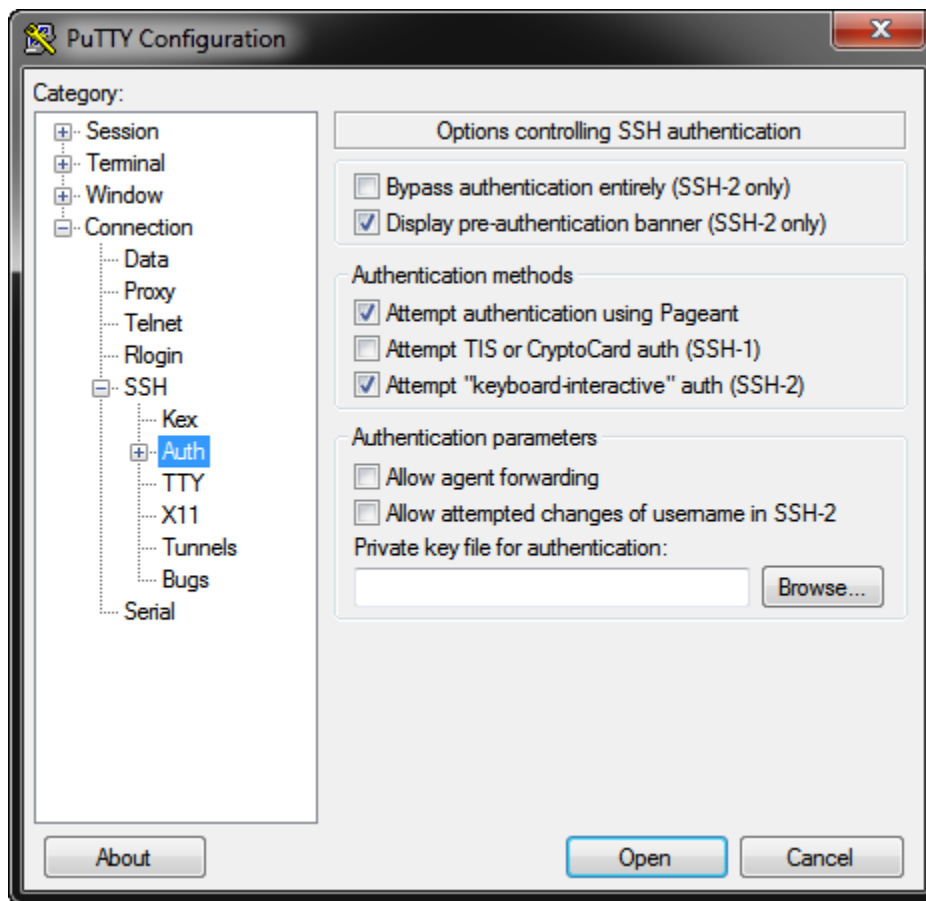 PuTTY Configuration
Category:
Session
Terminal
Window
Connection
Data
Proxy
Telnet
Rlogin
SSH
Kex
Auth
TTY
X11
Tunnels
Bugs
Serial
Options controlling SSH authentication
Bypass authentication entirely (SSH-2 only)
Display pre-authentication banner (SSH-2 only)
Authentication methods
Attempt authentication using Pageant
Attempt TIS or CryptoCard auth (SSH-1)
Attempt "keyboard-interactive" auth (SSH-2)
Authentication parameters
Allow agent forwarding
Allow attempted changes of username in SSH-2
Private key file for authentication:
Browse...
About
Open
Cancel